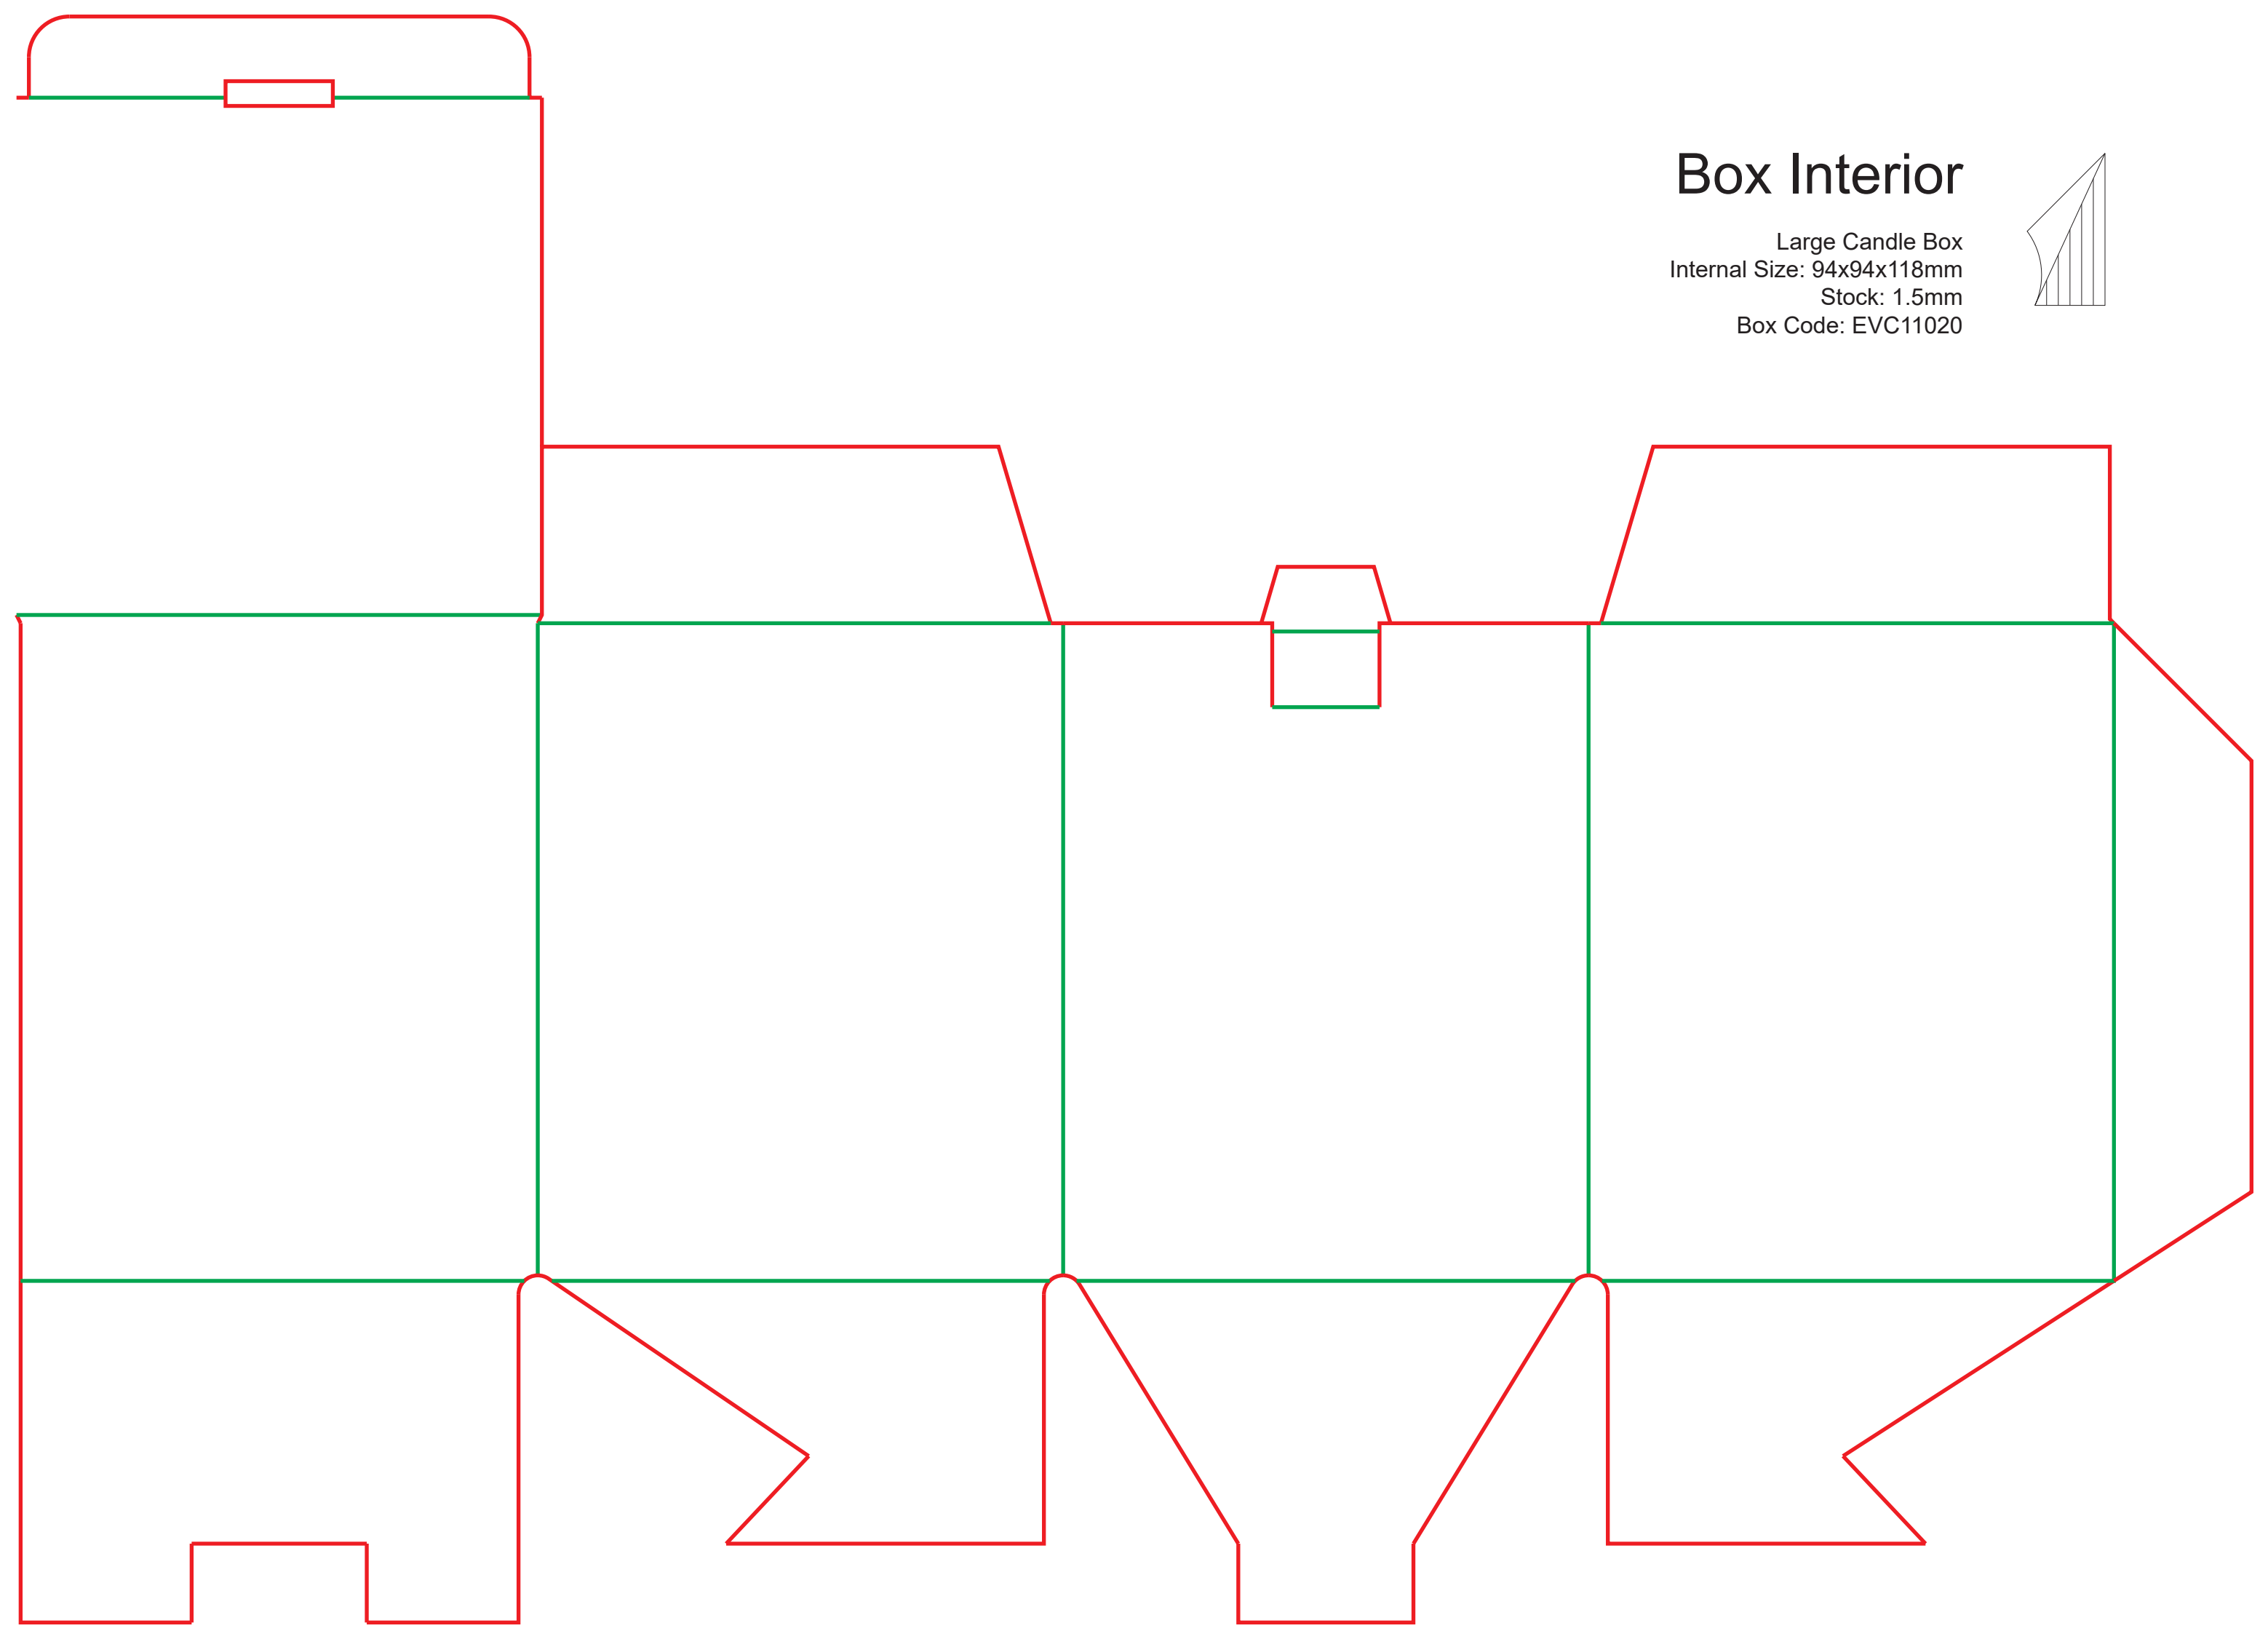 Box Interior
Large Candle Box
Internal Size: 94x94x118mm
Stock: 1.5mm
Box Code: EVC11020